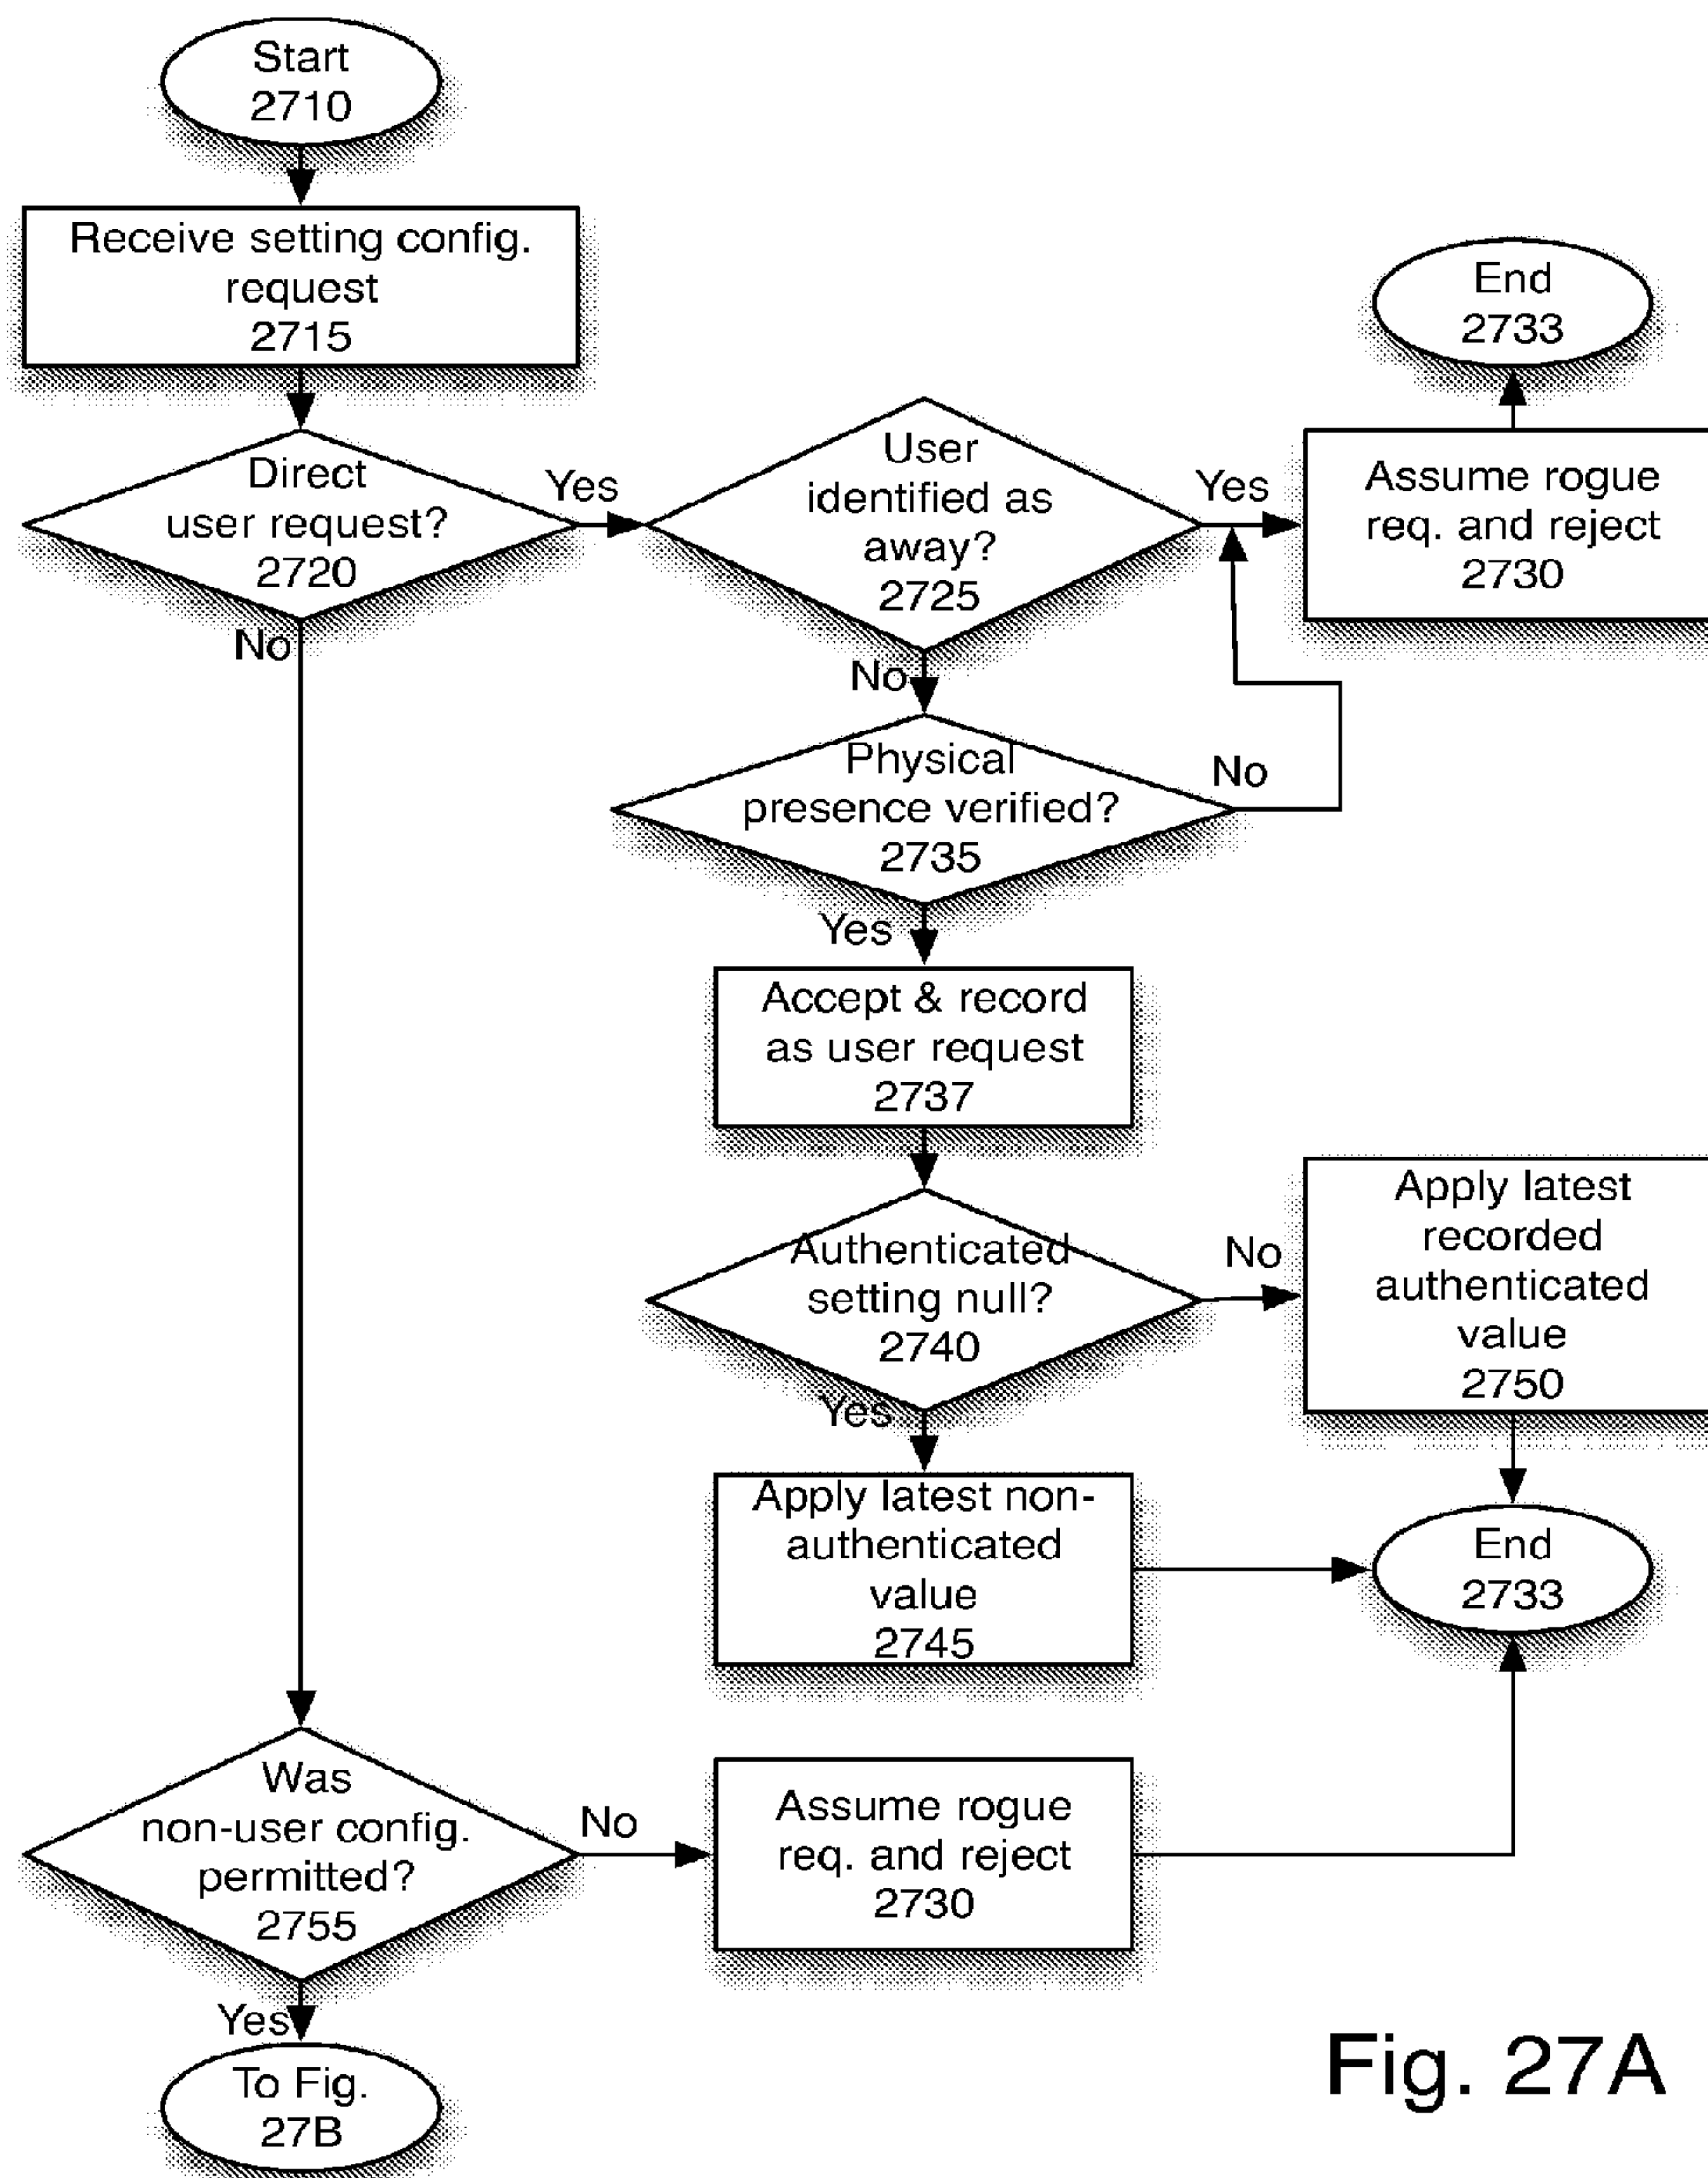 Start
2710
Receive setting config.
request
2715
Direct
user request?
2720
Yes
No
User
identified as
away?
2725
Yes
No
Assume rogue
req. and reject
2730
End
2733
Physical
presence verified?
2735
No
Yes
Accept & record
as user request
2737
Authenticated
setting null?
2740
No
Yes
Apply latest
recorded
authenticated
value
2750
Apply latest non-
authenticated
value
2745
End
2733
Was
non-user config.
permitted?
2755
No
Yes
Assume rogue
req. and reject
2730
To Fig.
27B
Fig. 27A